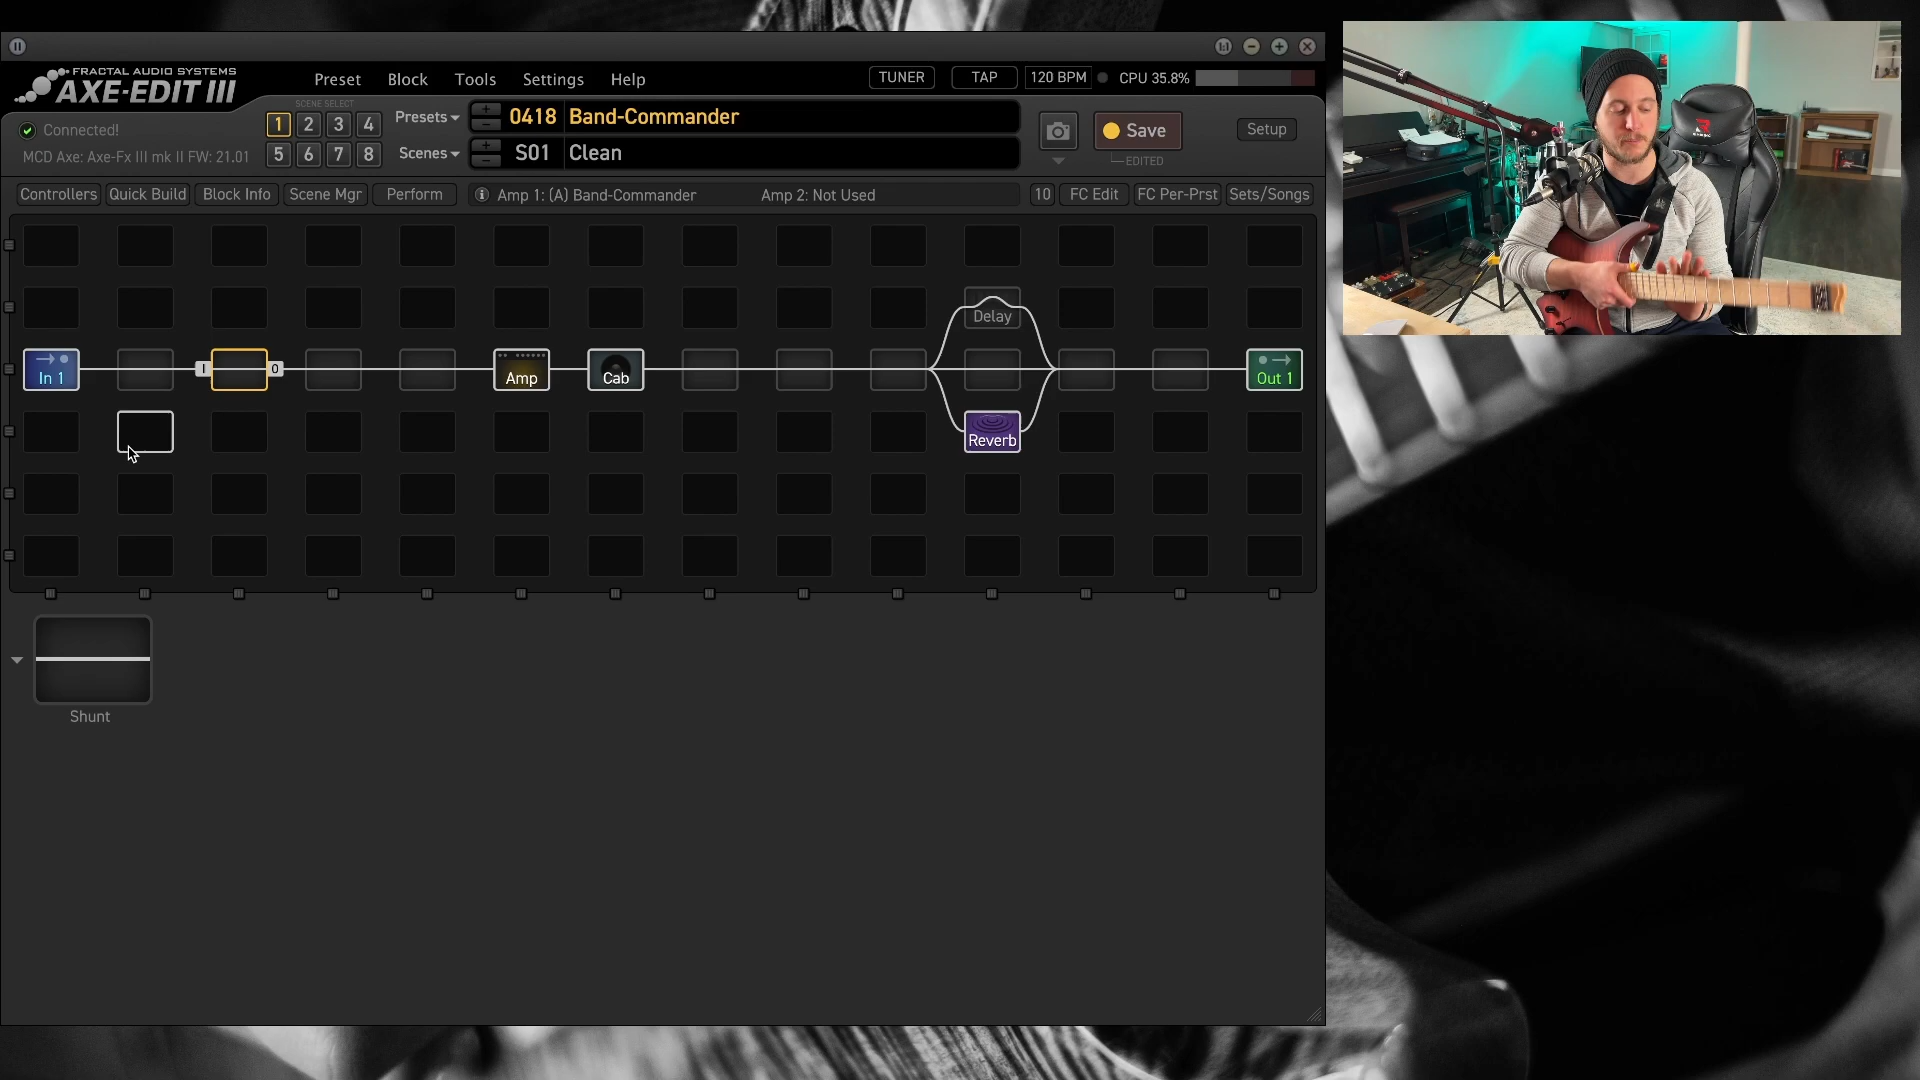 FRACTAL AUDIO SYSTEMS
AXE-EDIT III
Preset Block Tools Settings Help
TUNER TAP 120 BPM CPU 35.8%
Connected!
MCD Axe: Axe-Fx III mk II FW: 21.01
SCENE SELECT
1 2 3 4
5 6 7 8
Presets 0418 Band-Commander
Scenes S01 Clean
Save
EDITED
Setup
Controllers Quick Build Block Info Scene Mgr Perform
Amp 1: (A) Band-Commander Amp 2: Not Used
10 FC Edit FC Per-Prst Sets/Songs
Delay
In 1 I O Amp Cab Out 1
Reverb
Shunt